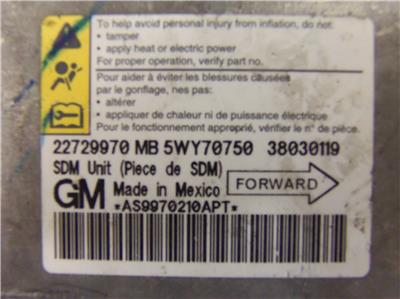 To help avoid personal injury from inflation, do not:
• tamper
• apply heat or electric power
For proper operation, verify part no.
Pour aider à éviter les blessures causées
par le gonflage, nes pas:
• altérer
• appliquer de chaleur ni de puissance électrique
Pour le fonctionnement approprié, vérifier le n° de pièce.
22729970 MB 5WY70750 38030119
SDM Unit (Piece de SDM)
GM Made in Mexico FORWARD
*AS9970210APT*